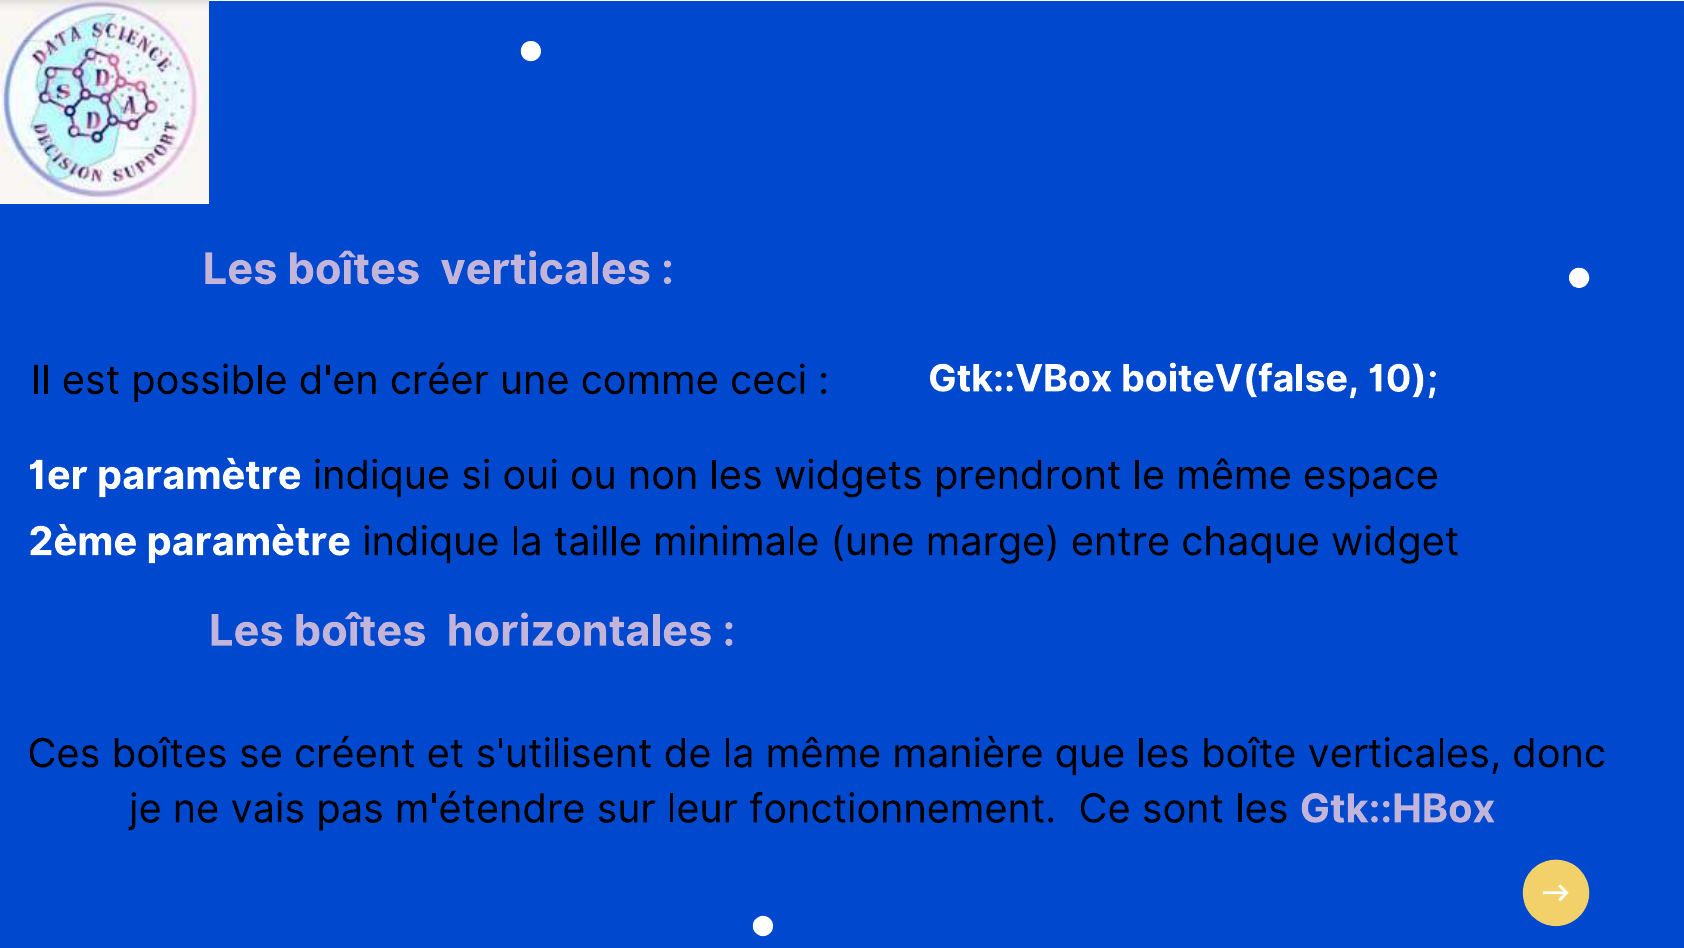 DATA SCIENCE
S D
D A
DECISION SUPPORT
Les boîtes verticales :
Il est possible d'en créer une comme ceci : Gtk::VBox boiteV(false, 10);
1er paramètre indique si oui ou non les widgets prendront le même espace
2ème paramètre indique la taille minimale (une marge) entre chaque widget
Les boîtes horizontales :
Ces boîtes se créent et s'utilisent de la même manière que les boîte verticales, donc
je ne vais pas m'étendre sur leur fonctionnement. Ce sont les Gtk::HBox